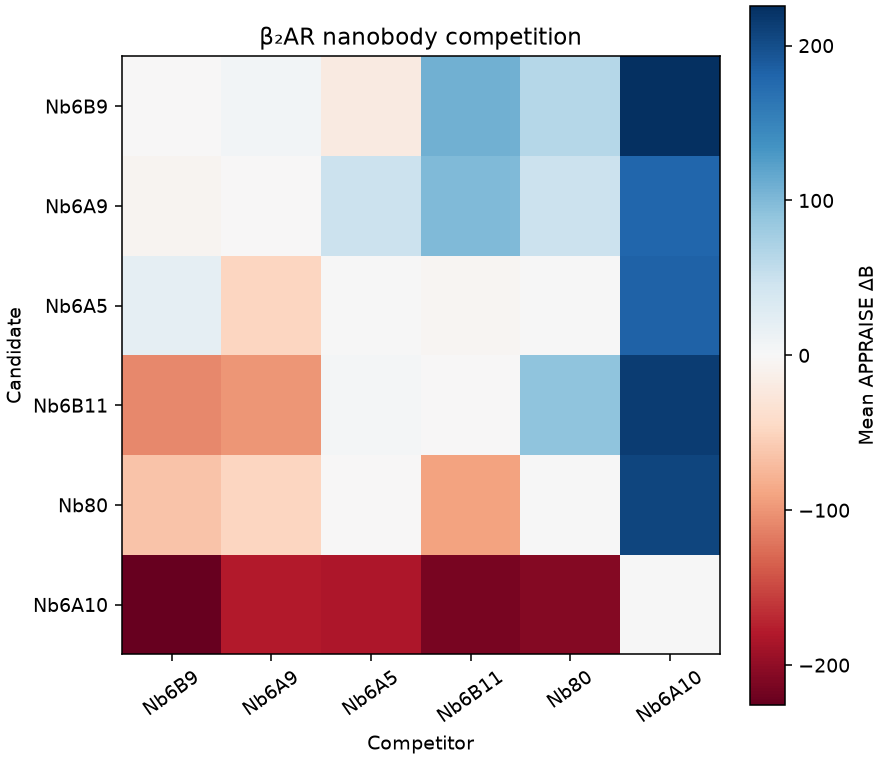 β₂AR nanobody competition
Nb6B9
Nb6A9
Nb6A5
Nb6B11
Nb80
Nb6A10
Candidate
Nb6B9
Nb6A9
Nb6A5
Nb6B11
Nb80
Nb6A10
Competitor
200
100
0
−100
−200
Mean APPRAISE ΔB